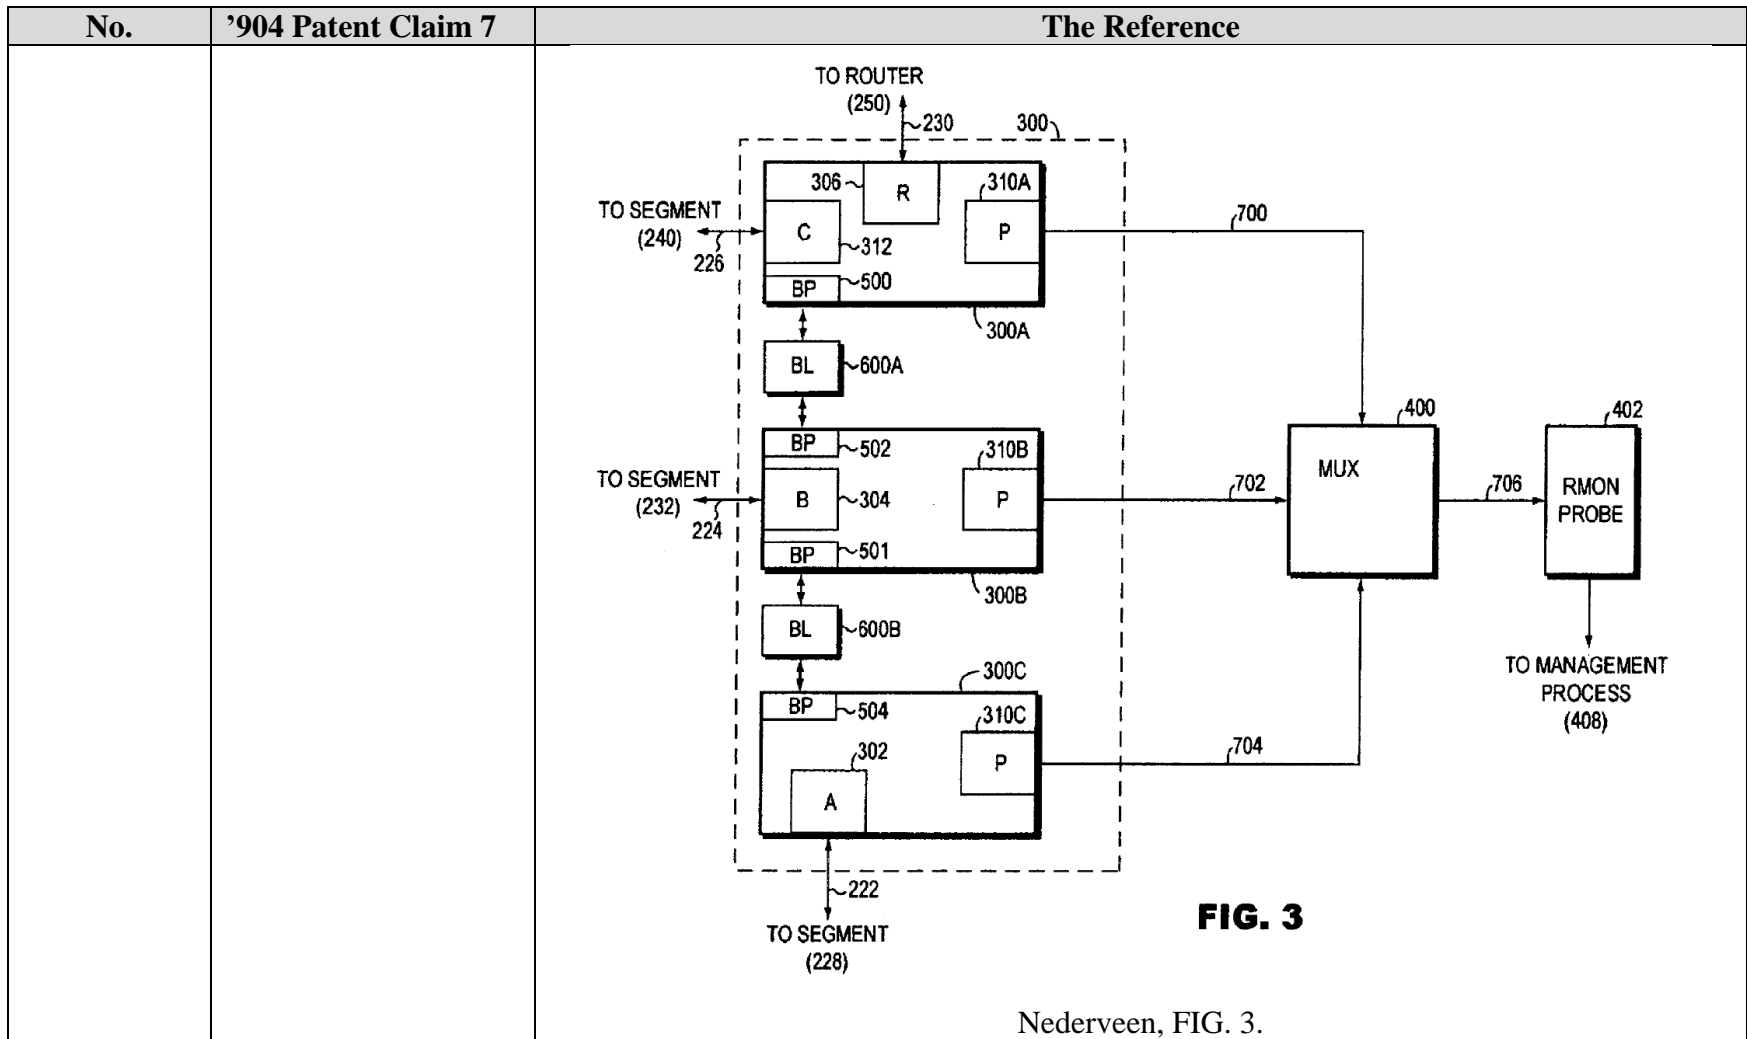 No. ’904 Patent Claim 7 The Reference
TO ROUTER
(250)
230
300
306
R
310A
P
TO SEGMENT
(240)
226
C
312
700
BP
500
300A
BL
600A
400
402
BP
502
310B
MUX
TO SEGMENT
(232)
224
B
304
P
702
706
RMON
PROBE
BP
501
300B
BL
600B
TO MANAGEMENT
PROCESS
(408)
300C
BP
504
310C
302
P
704
A
222
TO SEGMENT
(228)
FIG. 3
Nederveen, FIG. 3.